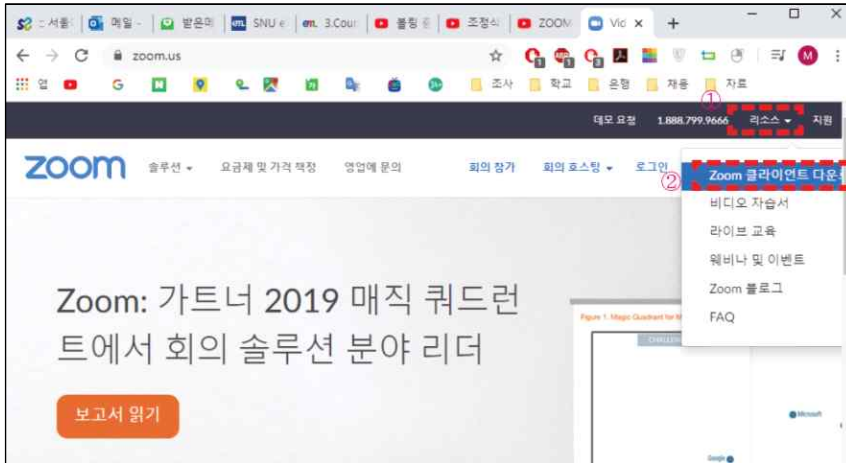 메일 -
받은머
SNU e
3.Cour
볼링
조정식
ZOOM
Vid
zoom.us
앱
조사
학교
은행
채용
자료
①
데모 요청 1.888.799.9666 리소스 지원
zoom 솔루션 요금제 및 가격 책정 영업에 문의 회의 참가 회의 호스팅 로그인
②
Zoom 클라이언트 다운
비디오 자습서
라이브 교육
웨비나 및 이벤트
Zoom 블로그
FAQ
Zoom: 가트너 2019 매직 쿼드런
트에서 회의 솔루션 분야 리더
보고서 읽기
Figure 1. Magic Quadrant for M
CHALLEN
Microsoft
Google